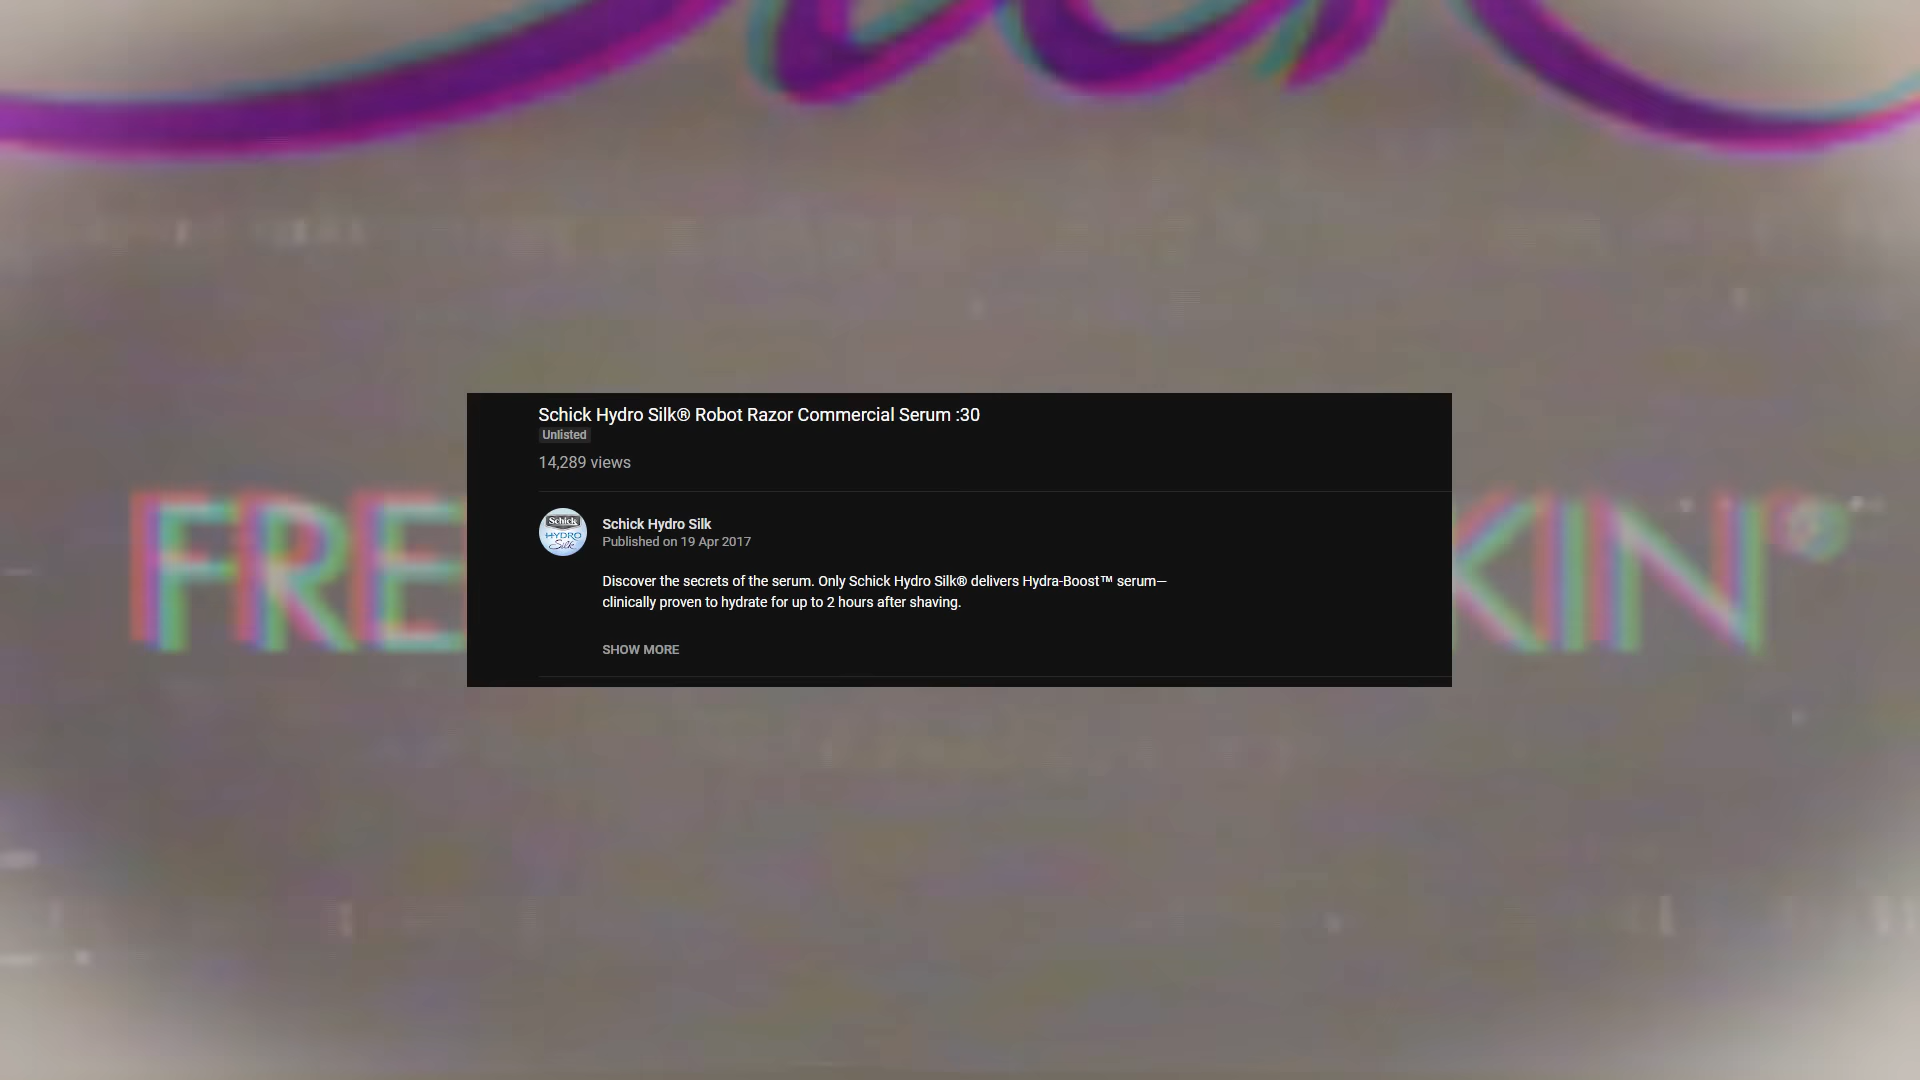 Schick Hydro Silk® Robot Razor Commercial Serum :30
Unlisted
14,289 views
Schick
HYDRO
Silk
Schick Hydro Silk
Published on 19 Apr 2017
Discover the secrets of the serum. Only Schick Hydro Silk® delivers Hydra-Boost™ serum—
clinically proven to hydrate for up to 2 hours after shaving.
SHOW MORE